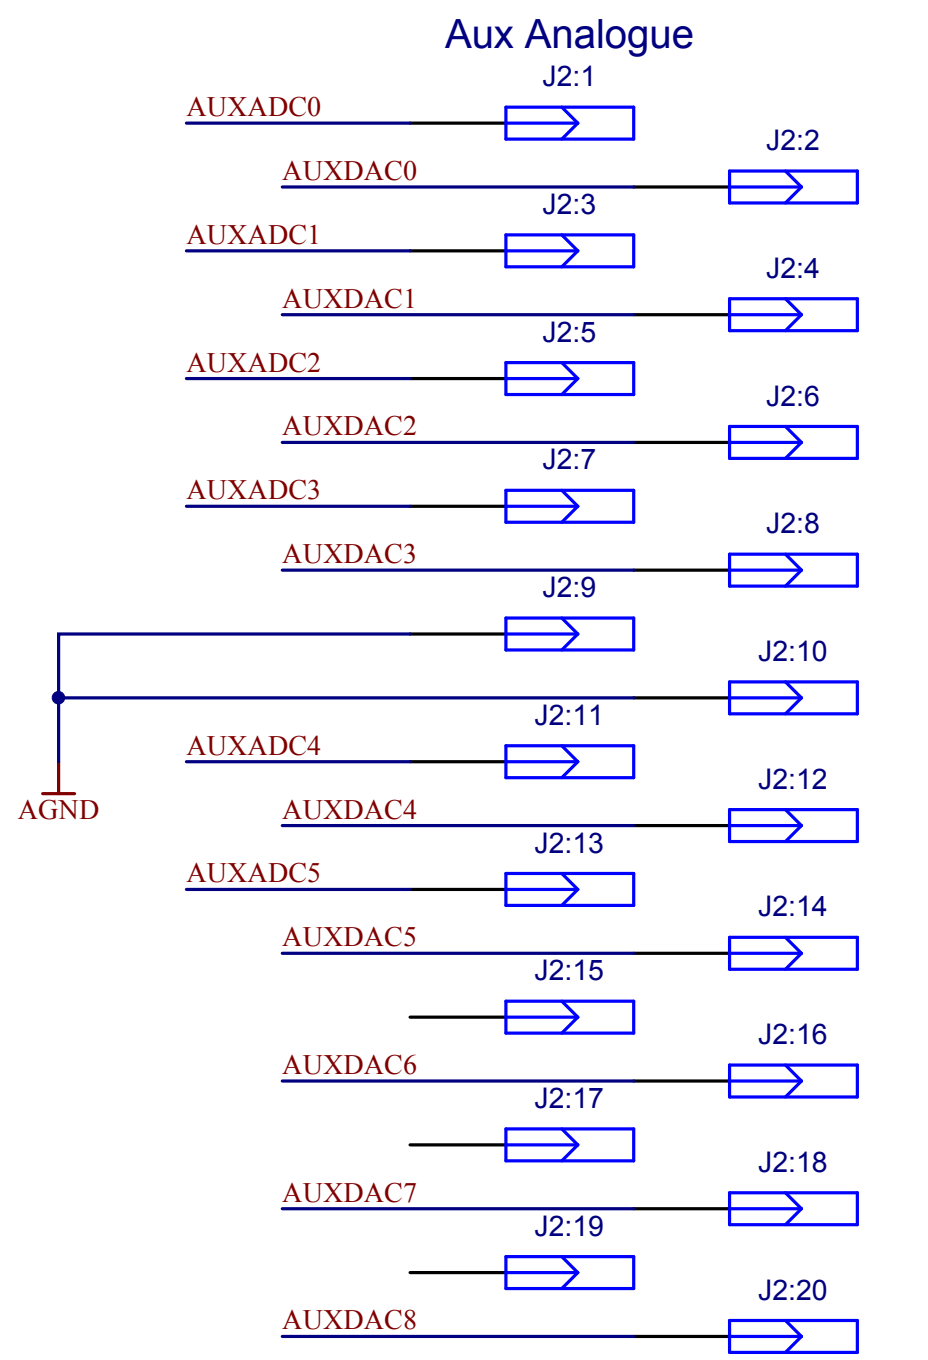 Aux Analogue
J2:1
AUXADC0
J2:2
AUXDAC0
J2:3
AUXADC1
J2:4
AUXDAC1
J2:5
AUXADC2
J2:6
AUXDAC2
J2:7
AUXADC3
J2:8
AUXDAC3
J2:9
J2:10
J2:11
AUXADC4
J2:12
AGND
AUXDAC4
J2:13
AUXADC5
J2:14
AUXDAC5
J2:15
J2:16
AUXDAC6
J2:17
J2:18
AUXDAC7
J2:19
J2:20
AUXDAC8